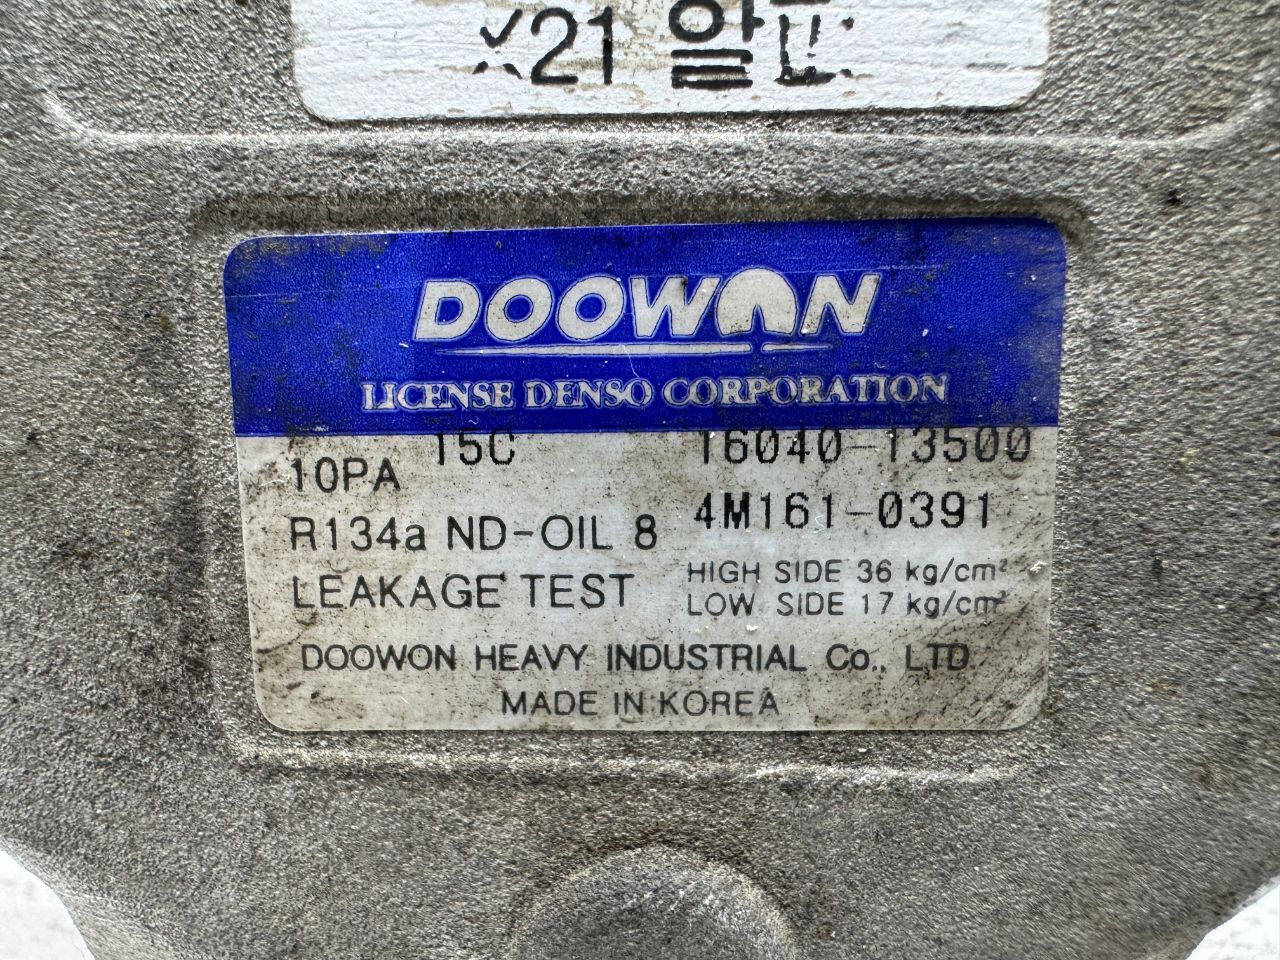 X21
DOOWON
LICENSE DENSO CORPORATION
10PA 15C 16040-13500
R134a ND-OIL 8 4M161-0391
LEAKAGE TEST HIGH SIDE 36 kg/cm²
LOW SIDE 17 kg/cm²
DOOWON HEAVY INDUSTRIAL Co., LTD.
MADE IN KOREA